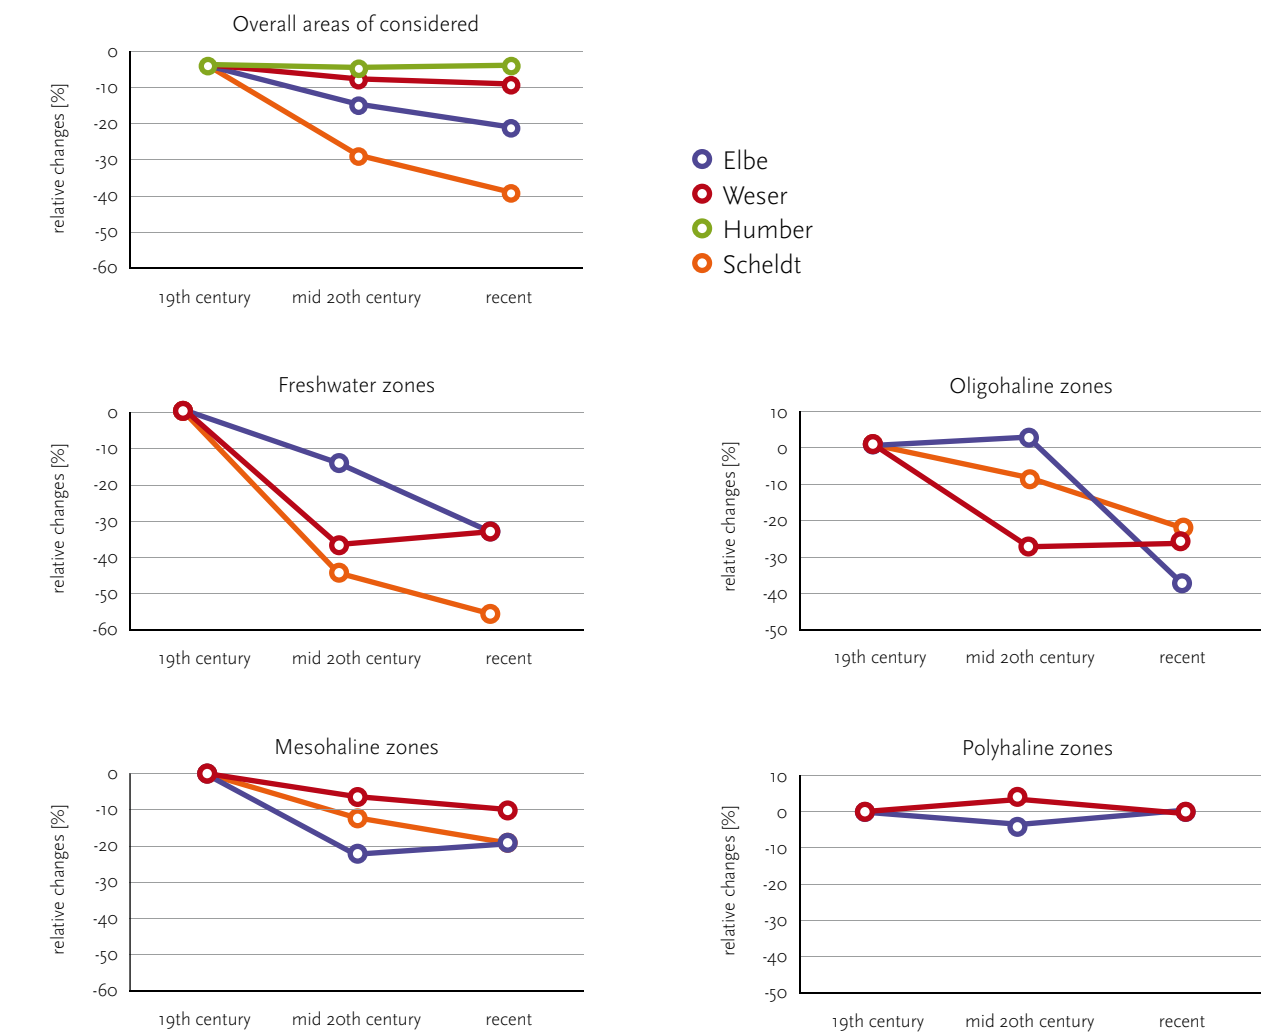 Overall areas of considered
relative changes [%]
0
-10
-20
-30
-40
-50
-60
19th century mid 20th century recent
Elbe
Weser
Humber
Scheldt
Freshwater zones
relative changes [%]
0
-10
-20
-30
-40
-50
-60
19th century mid 20th century recent
Oligohaline zones
relative changes [%]
10
0
-10
-20
-30
-40
-50
19th century mid 20th century recent
Mesohaline zones
relative changes [%]
0
-10
-20
-30
-40
-50
-60
19th century mid 20th century recent
Polyhaline zones
relative changes [%]
10
0
-10
-20
-30
-40
-50
19th century mid 20th century recent